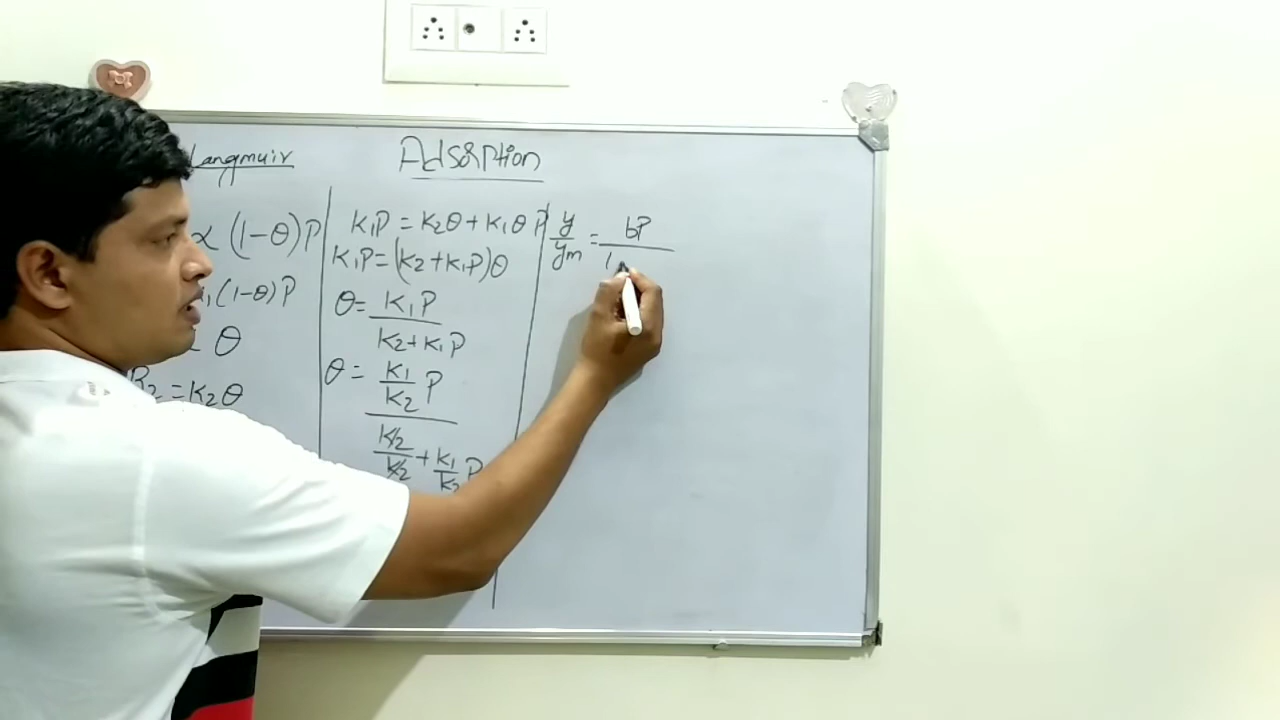 Langmuir
Adsorption
∝ (1-θ)P
(1-θ)P
θ
R₂ = K₂θ
K₁P = K₂θ + K₁θP
K₁P = (K₂ + K₁P)θ
θ = K₁P / K₂ + K₁P
θ = K₁/K₂ P / K₂/K₂ + K₁/K₂ P
y/ym = bP / 1